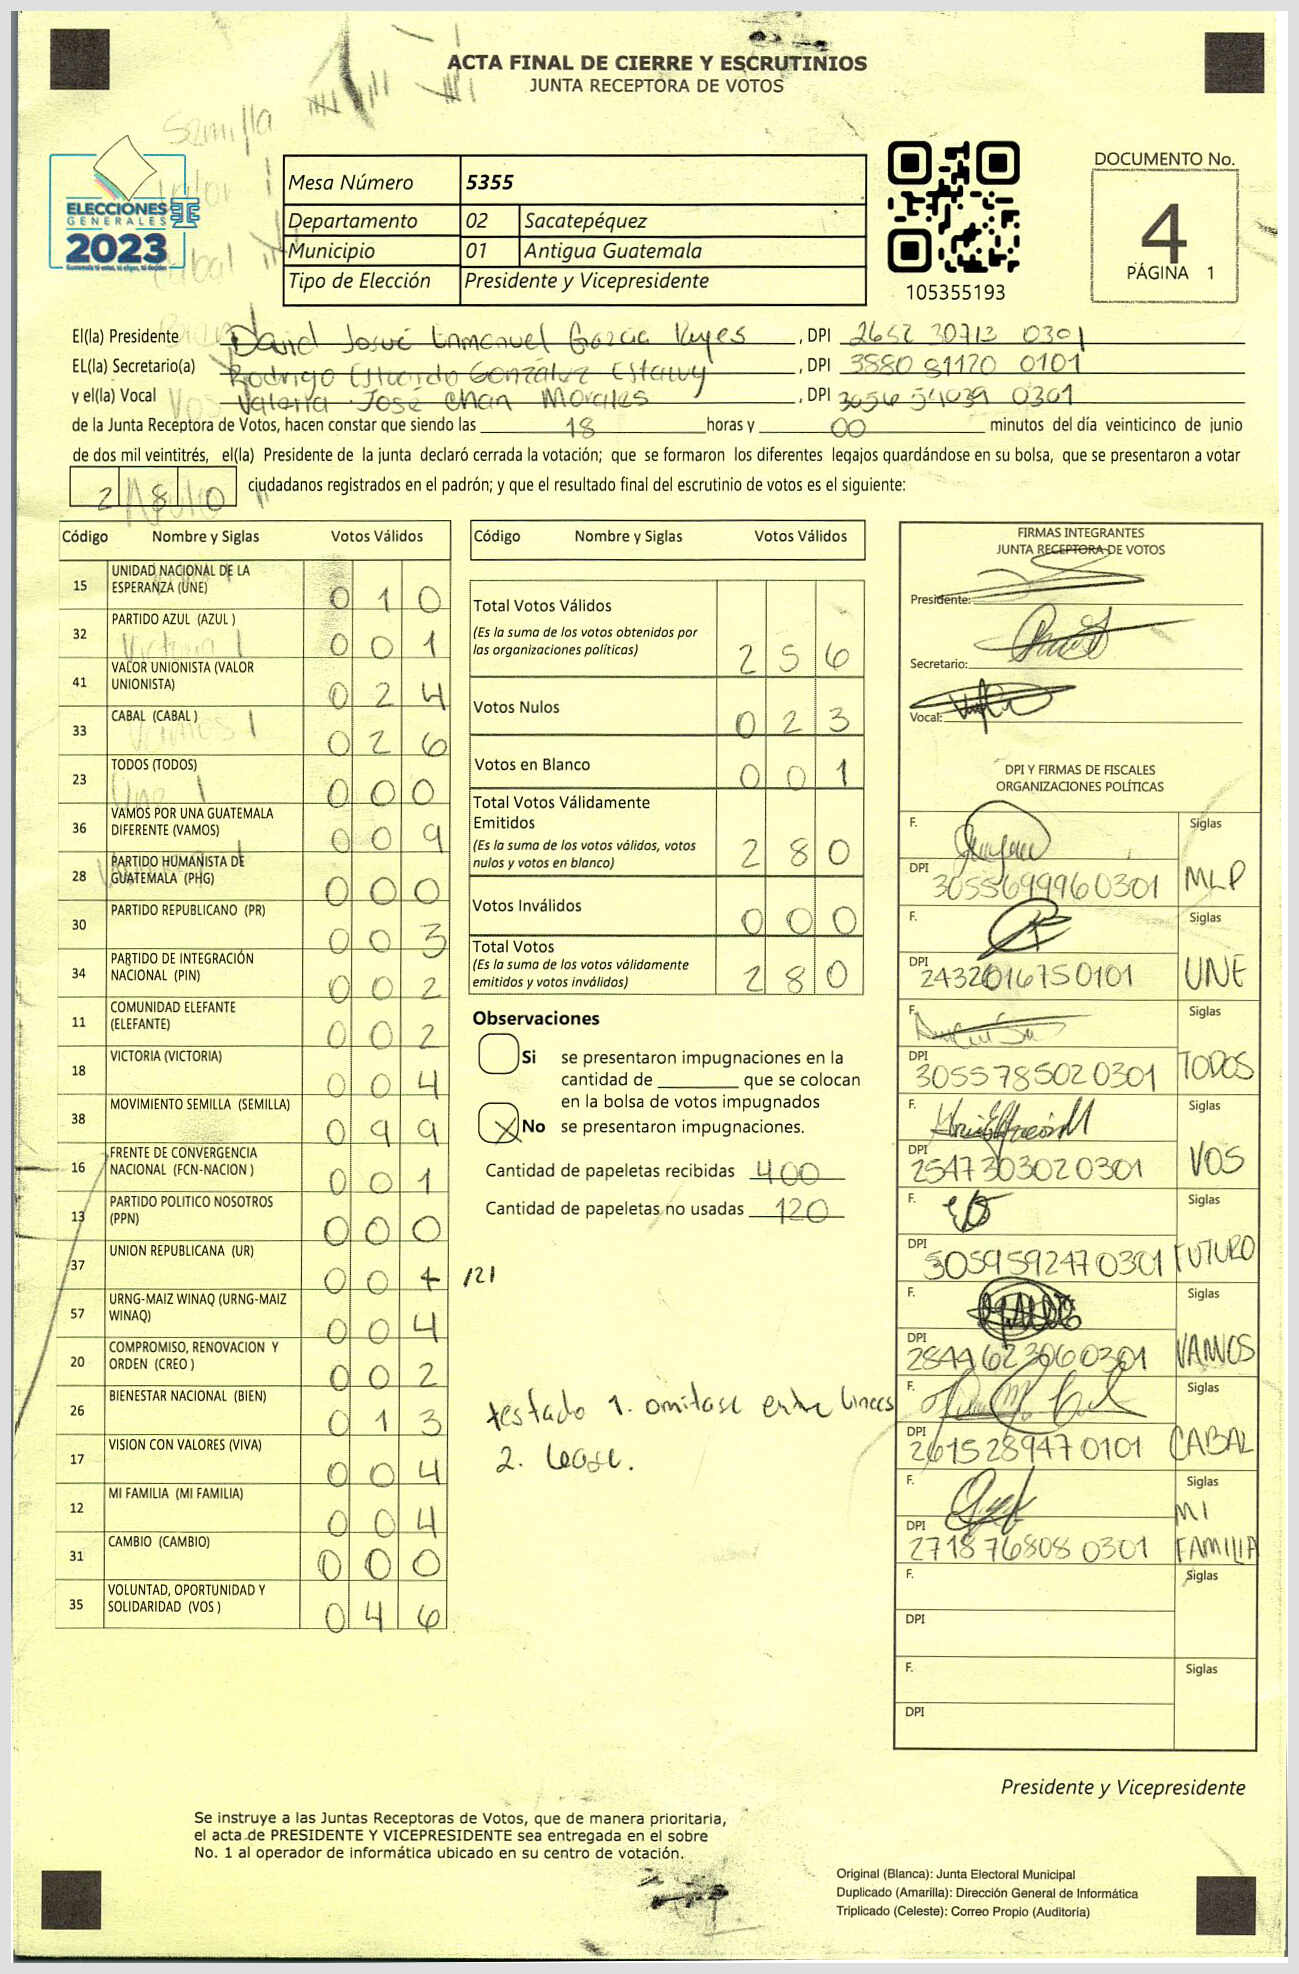 ACTA FINAL DE CIERRE Y ESCRUTINIOS
JUNTA RECEPTORA DE VOTOS
Semilla
ELECCIONES
GENERALES
2023
Mesa Número 5355
Departamento 02 Sacatepéquez
Municipio 01 Antigua Guatemala
Tipo de Elección Presidente y Vicepresidente
105355193
DOCUMENTO No.
4
PÁGINA 1
El(la) Presidente David Josué Enmanuel García Reyes, DPI 2652 30713 0301
EL(la) Secretario(a) Rodrigo Estuardo González, DPI 3580 81120 0101
y el(la) Vocal Valeria José Chan Morales, DPI 3056 54039 0301
de la Junta Receptora de Votos, hacen constar que siendo las 18 horas y 00 minutos del día veinticinco de junio
de dos mil veintitrés, el(la) Presidente de la junta declaró cerrada la votación; que se formaron los diferentes legajos guardándose en su bolsa, que se presentaron a votar
280 ciudadanos registrados en el padrón; y que el resultado final del escrutinio de votos es el siguiente:
Código Nombre y Siglas Votos Válidos
15 UNIDAD NACIONAL DE LA ESPERANZA (UNE) 0 1 0
32 PARTIDO AZUL (AZUL ) 0 0 1
41 VALOR UNIONISTA (VALOR UNIONISTA) 0 2 4
33 CABAL (CABAL ) 0 2 6
23 TODOS (TODOS) 0 0 0
36 VAMOS POR UNA GUATEMALA DIFERENTE (VAMOS) 0 0 9
28 PARTIDO HUMANISTA DE GUATEMALA (PHG) 0 0 0
30 PARTIDO REPUBLICANO (PR) 0 0 3
34 PARTIDO DE INTEGRACIÓN NACIONAL (PIN) 0 0 2
11 COMUNIDAD ELEFANTE (ELEFANTE) 0 0 2
18 VICTORIA (VICTORIA) 0 0 4
38 MOVIMIENTO SEMILLA (SEMILLA) 0 9 9
16 FRENTE DE CONVERGENCIA NACIONAL (FCN-NACION ) 0 0 1
13 PARTIDO POLITICO NOSOTROS (PPN) 0 0 0
37 UNION REPUBLICANA (UR) 0 0 /2/
57 URNG-MAIZ WINAQ (URNG-MAIZ WINAQ) 0 0 4
20 COMPROMISO, RENOVACION Y ORDEN (CREO ) 0 0 2
26 BIENESTAR NACIONAL (BIEN) 0 1 3
17 VISION CON VALORES (VIVA) 0 0 4
12 MI FAMILIA (MI FAMILIA) 0 0 4
31 CAMBIO (CAMBIO) 0 0 0
35 VOLUNTAD, OPORTUNIDAD Y SOLIDARIDAD (VOS ) 0 4 6
Código Nombre y Siglas Votos Válidos
Total Votos Válidos 2 5 6
(Es la suma de los votos obtenidos por
las organizaciones políticas)
Votos Nulos 0 2 3
Votos en Blanco 0 0 1
Total Votos Válidamente
Emitidos
(Es la suma de los votos válidos, votos
nulos y votos en blanco) 2 8 0
Votos Inválidos 0 0 0
Total Votos
(Es la suma de los votos válidamente
emitidos y votos inválidos) 2 8 0
Observaciones
Si se presentaron impugnaciones en la
cantidad de ________ que se colocan
en la bolsa de votos impugnados
X No se presentaron impugnaciones.
Cantidad de papeletas recibidas 400
Cantidad de papeletas no usadas 120
testado 1. omitase entre lineas
2. lease.
FIRMAS INTEGRANTES
JUNTA RECEPTORA DE VOTOS
Presidente:
Secretario:
Vocal:
DPI Y FIRMAS DE FISCALES
ORGANIZACIONES POLÍTICAS
F. Siglas
DPI 3055699960301 MLP
F. Siglas
DPI 2432016750101 UNE
F. Siglas
DPI 3055785020301 TODOS
F. Siglas
DPI 2547303020301 VOS
F. Siglas
DPI 3059592470301 FUTURO
F. Siglas
DPI 2844623060301 VAMOS
F. Siglas
DPI 2615289470101 CABAL
F. Siglas
DPI 2718768080301 MI FAMILIA
F. Siglas
DPI
F. Siglas
DPI
Presidente y Vicepresidente
Se instruye a las Juntas Receptoras de Votos, que de manera prioritaria,
el acta de PRESIDENTE Y VICEPRESIDENTE sea entregada en el sobre
No. 1 al operador de informática ubicado en su centro de votación.
Original (Blanca): Junta Electoral Municipal
Duplicado (Amarilla): Dirección General de Informática
Triplicado (Celeste): Correo Propio (Auditoría)